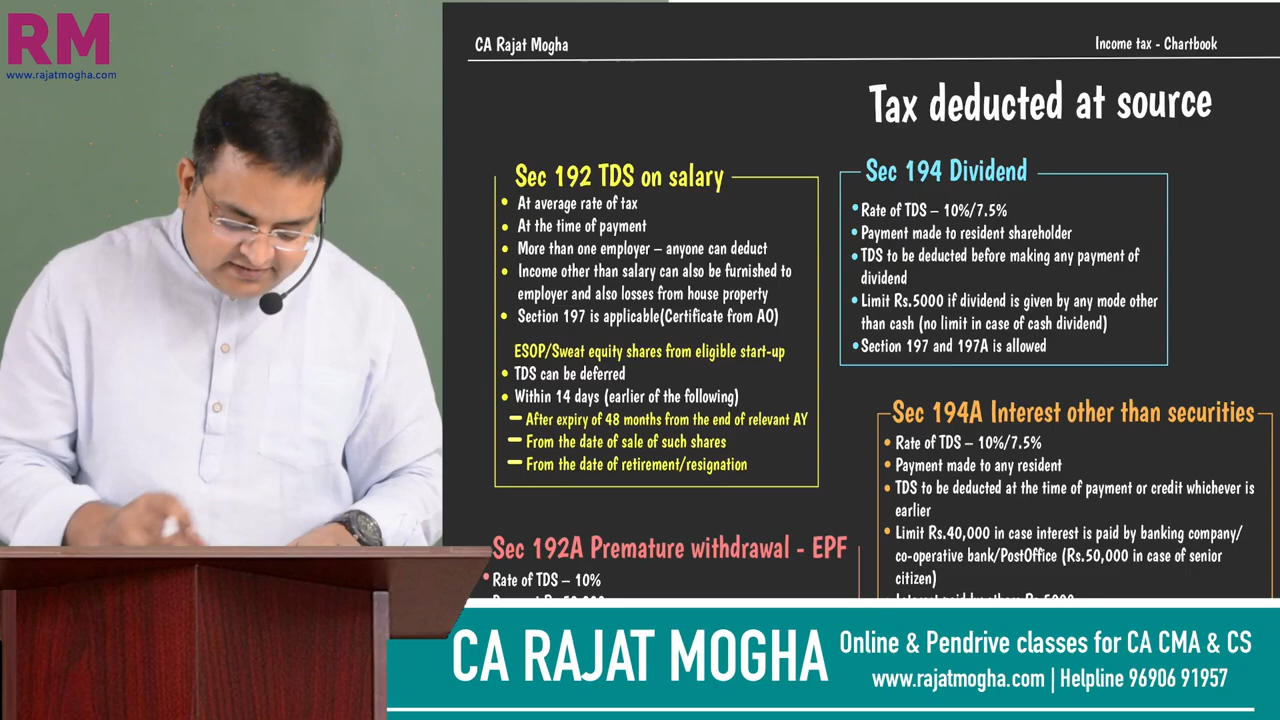 RM
www.rajatmogha.com
CA Rajat Mogha
Income tax - Chartbook
Tax deducted at source
Sec 192 TDS on salary
• At average rate of tax
• At the time of payment
• More than one employer – anyone can deduct
• Income other than salary can also be furnished to
employer and also losses from house property
• Section 197 is applicable(Certificate from AO)
ESOP/Sweat equity shares from eligible start-up
• TDS can be deferred
• Within 14 days (earlier of the following)
– After expiry of 48 months from the end of relevant AY
– From the date of sale of such shares
– From the date of retirement/resignation
Sec 192A Premature withdrawal - EPF
• Rate of TDS – 10%
Sec 194 Dividend
• Rate of TDS – 10%/7.5%
• Payment made to resident shareholder
• TDS to be deducted before making any payment of
dividend
• Limit Rs.5000 if dividend is given by any mode other
than cash (no limit in case of cash dividend)
• Section 197 and 197A is allowed
Sec 194A Interest other than securities
• Rate of TDS – 10%/7.5%
• Payment made to any resident
• TDS to be deducted at the time of payment or credit whichever is
earlier
• Limit Rs.40,000 in case interest is paid by banking company/
co-operative bank/PostOffice (Rs.50,000 in case of senior
citizen)
CA RAJAT MOGHA
Online & Pendrive classes for CA CMA & CS
www.rajatmogha.com | Helpline 96906 91957